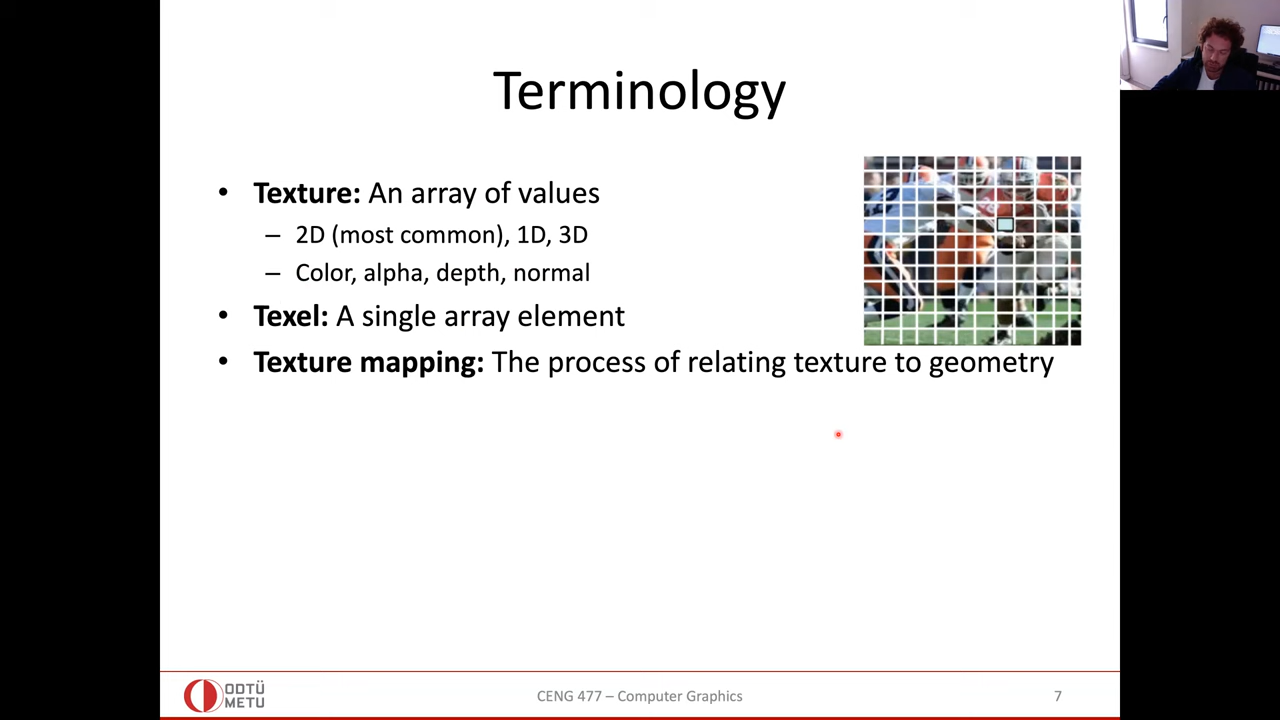 Terminology
• Texture: An array of values
– 2D (most common), 1D, 3D
– Color, alpha, depth, normal
• Texel: A single array element
• Texture mapping: The process of relating texture to geometry
ODTÜ
METU
CENG 477 – Computer Graphics
7